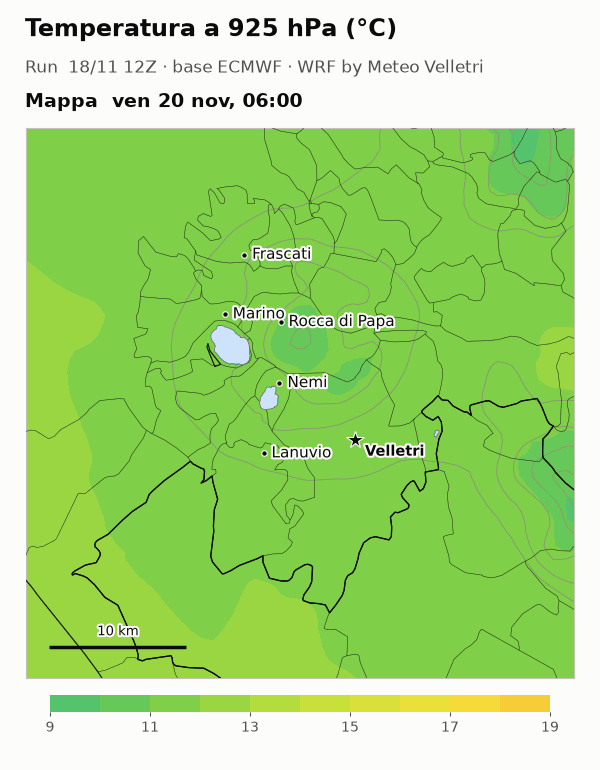 Temperatura a 925 hPa (°C)
Run  18/11 12Z · base ECMWF · WRF by Meteo Velletri
Mappa  ven 20 nov, 06:00
Frascati
Marino
Rocca di Papa
Nemi
Velletri
Lanuvio
10 km
9 11 13 15 17 19